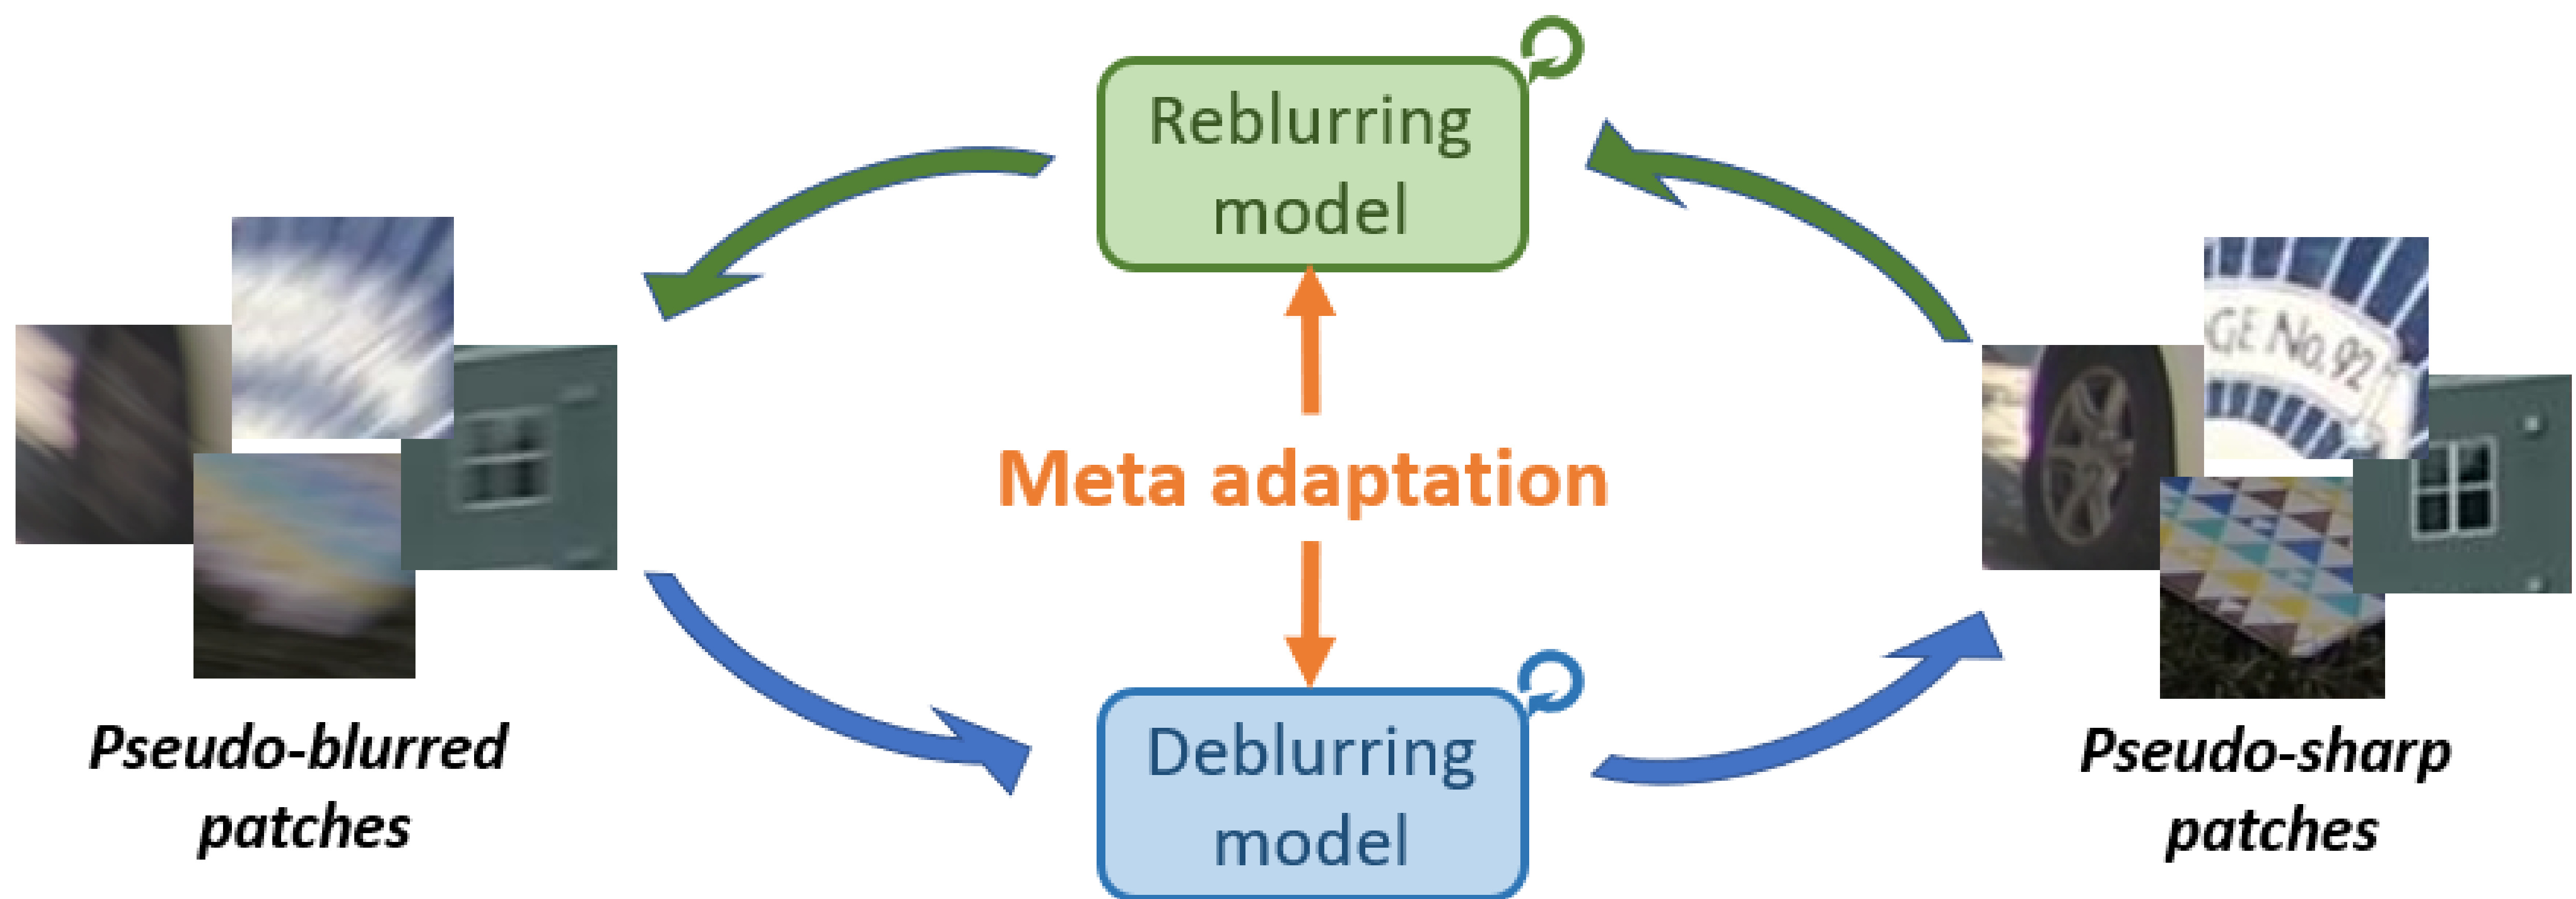 Reblurring
model
GE No.92
Meta adaptation
Deblurring
model
Pseudo-blurred
patches
Pseudo-sharp
patches